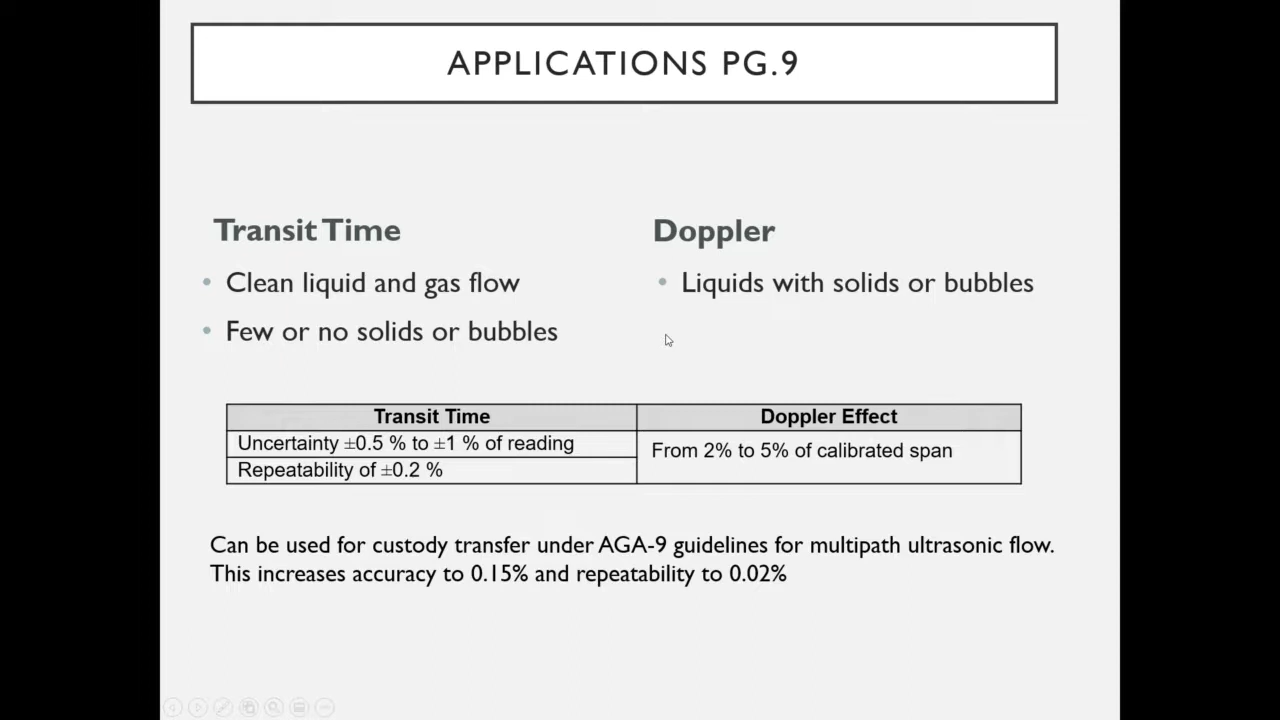 APPLICATIONS PG.9
Transit Time
• Clean liquid and gas flow
• Few or no solids or bubbles
Doppler
• Liquids with solids or bubbles
Transit Time
Doppler Effect
Uncertainty ±0.5 % to ±1 % of reading
Repeatability of ±0.2 %
From 2% to 5% of calibrated span
Can be used for custody transfer under AGA-9 guidelines for multipath ultrasonic flow.
This increases accuracy to 0.15% and repeatability to 0.02%